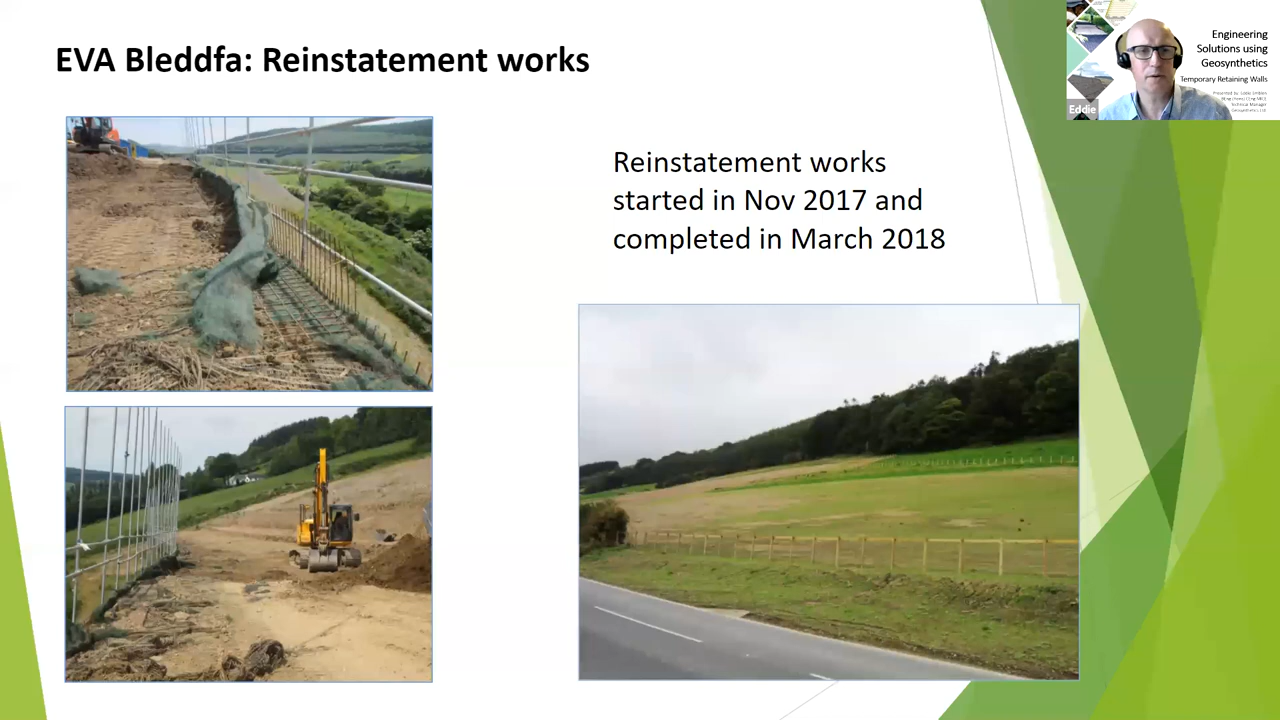 EVA Bleddfa: Reinstatement works
Reinstatement works
started in Nov 2017 and
completed in March 2018
Engineering
Solutions using
Geosynthetics
Temporary Retaining Walls
Eddie